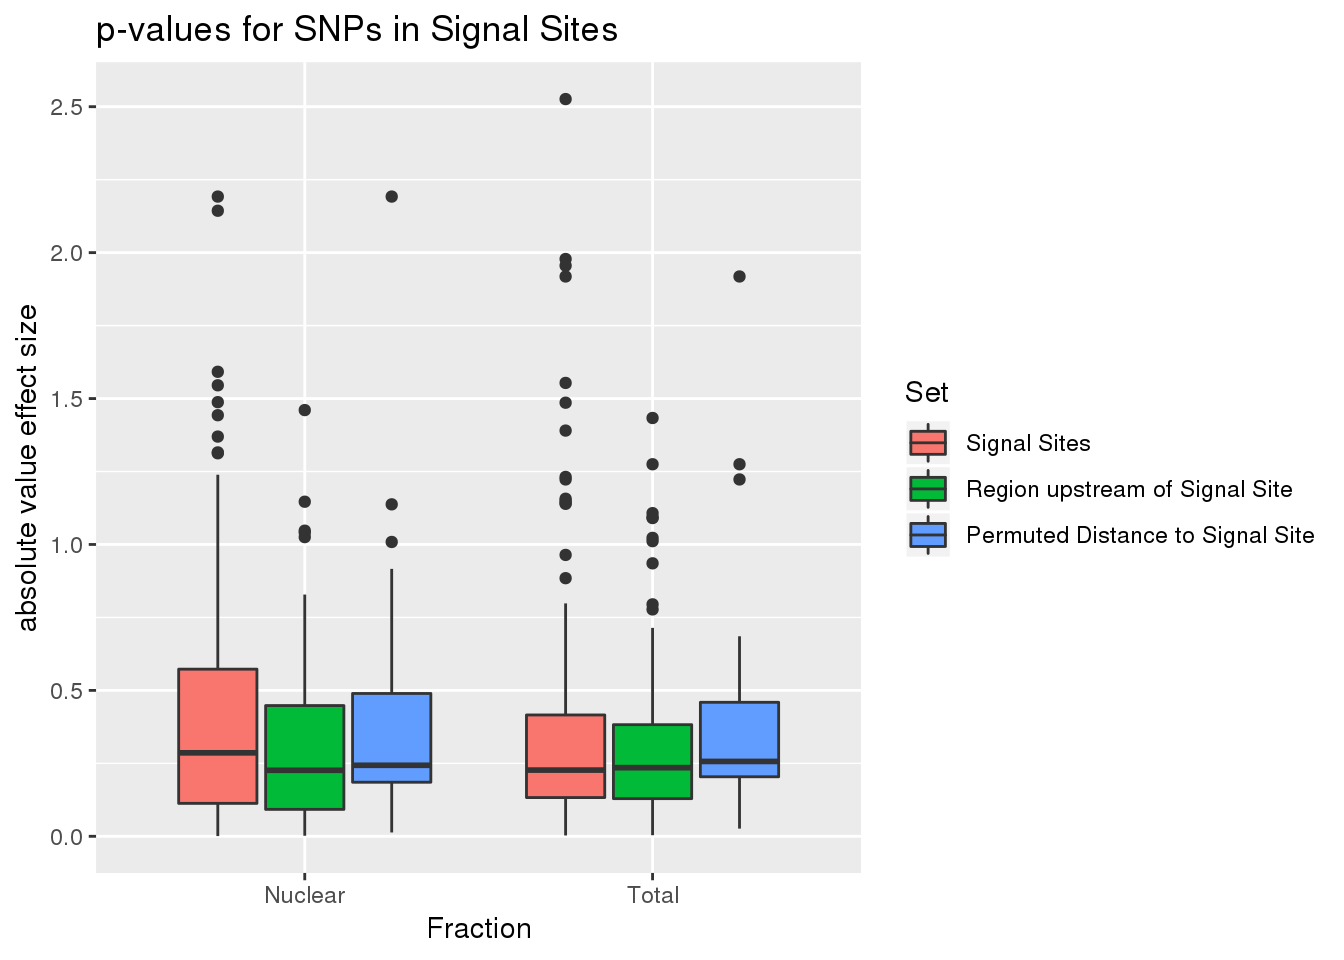 p-values for SNPs in Signal Sites
absolute value effect size
2.5
2.0
1.5
1.0
0.5
0.0
Nuclear
Total
Fraction
Set
Signal Sites
Region upstream of Signal Site
Permuted Distance to Signal Site